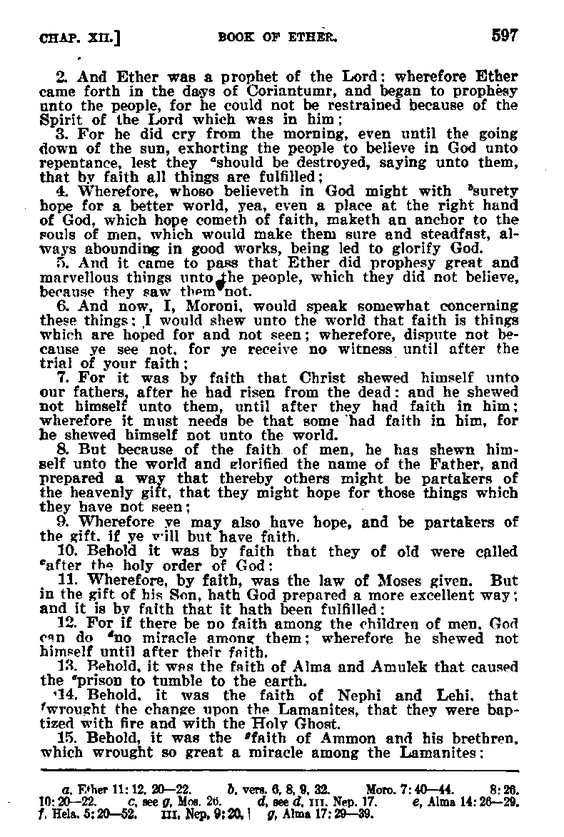 CHAP. XII.] BOOK OF ETHER. 597
2. And Ether was a prophet of the Lord; wherefore Ether
came forth in the days of Coriantumr, and began to prophesy
unto the people, for he could not be restrained because of the
Spirit of the Lord which was in him;
3. For he did cry from the morning, even until the going
down of the sun, exhorting the people to believe in God unto
repentance, lest they ᵃshould be destroyed, saying unto them,
that by faith all things are fulfilled;
4. Wherefore, whoso believeth in God might with ᵇsurety
hope for a better world, yea, even a place at the right hand
of God, which hope cometh of faith, maketh an anchor to the
souls of men, which would make them sure and steadfast, al-
ways abounding in good works, being led to glorify God.
5. And it came to pass that Ether did prophesy great and
marvellous things unto the people, which they did not believe,
because they saw them not.
6. And now, I, Moroni, would speak somewhat concerning
these things; I would shew unto the world that faith is things
which are hoped for and not seen; wherefore, dispute not be-
cause ye see not, for ye receive no witness until after the
trial of your faith;
7. For it was by faith that Christ shewed himself unto
our fathers, after he had risen from the dead; and he shewed
not himself unto them, until after they had faith in him;
wherefore it must needs be that some had faith in him, for
he shewed himself not unto the world.
8. But because of the faith of men, he has shewn him-
self unto the world and glorified the name of the Father, and
prepared a way that thereby others might be partakers of
the heavenly gift, that they might hope for those things which
they have not seen;
9. Wherefore ye may also have hope, and be partakers of
the gift, if ye will but have faith.
10. Behold it was by faith that they of old were called
ᶜafter the holy order of God:
11. Wherefore, by faith, was the law of Moses given. But
in the gift of his Son, hath God prepared a more excellent way;
and it is by faith that it hath been fulfilled:
12. For if there be no faith among the children of men, God
can do ᵈno miracle among them; wherefore he shewed not
himself until after their faith.
13. Behold, it was the faith of Alma and Amulek that caused
the ᵉprison to tumble to the earth.
14. Behold, it was the faith of Nephi and Lehi, that
ᶠwrought the change upon the Lamanites, that they were bap-
tized with fire and with the Holy Ghost.
15. Behold, it was the ᵍfaith of Ammon and his brethren,
which wrought so great a miracle among the Lamanites:
a, Ether 11:12, 20—22. b, vers. 6, 8, 9, 32. Moro. 7:40—44. 8:26.
10:20—22. c, see g, Mos. 26. d, see d, III. Nep. 17. e, Alma 14:26—29.
f, Hela. 5:20—52. III. Nep. 9:20. g, Alma 17:29—39.